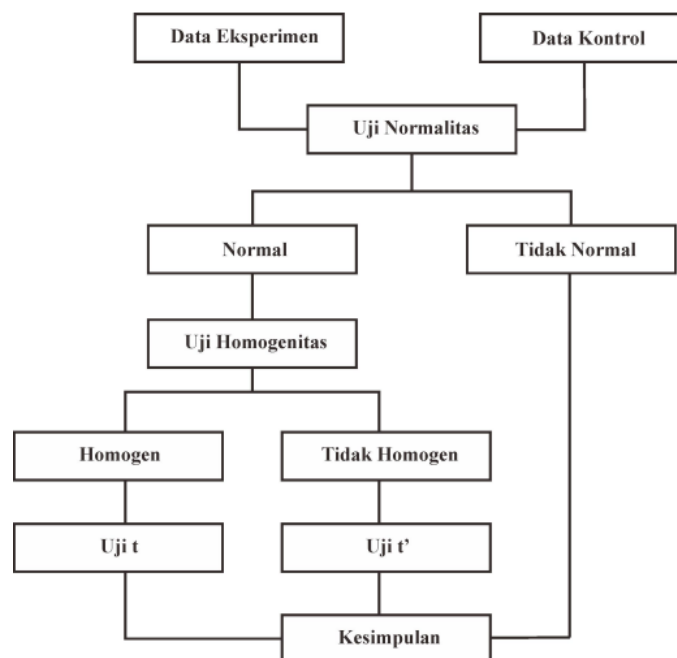 Data Eksperimen
Data Kontrol
Uji Normalitas
Normal
Tidak Normal
Uji Homogenitas
Homogen
Tidak Homogen
Uji t
Uji t’
Kesimpulan